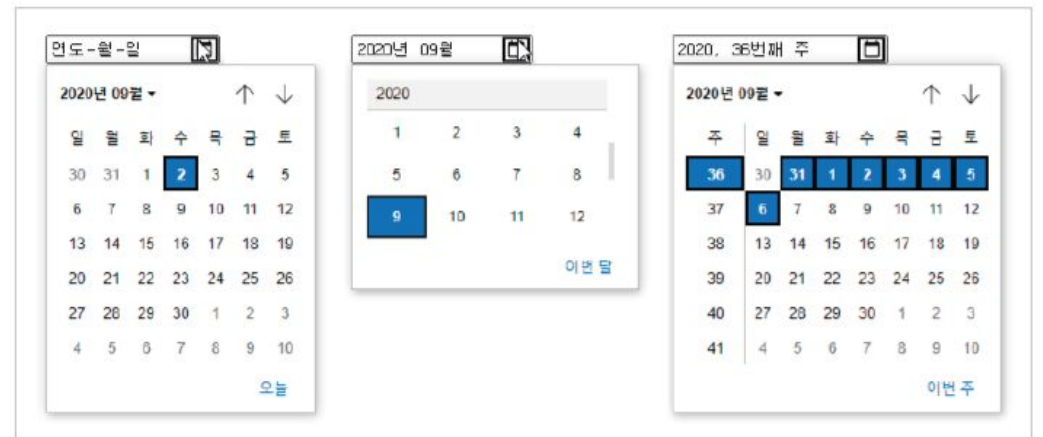 연도-월-일
2020년 09월
일 월 화 수 목 금 토
30 31 1 2 3 4 5
6 7 8 9 10 11 12
13 14 15 16 17 18 19
20 21 22 23 24 25 26
27 28 29 30 1 2 3
4 5 6 7 8 9 10
오늘
2020년 09월
2020
1 2 3 4
5 6 7 8
9 10 11 12
이번 달
2020, 36번째 주
2020년 09월
주 일 월 화 수 목 금 토
36 30 31 1 2 3 4 5
37 6 7 8 9 10 11 12
38 13 14 15 16 17 18 19
39 20 21 22 23 24 25 26
40 27 28 29 30 1 2 3
41 4 5 6 7 8 9 10
이번 주